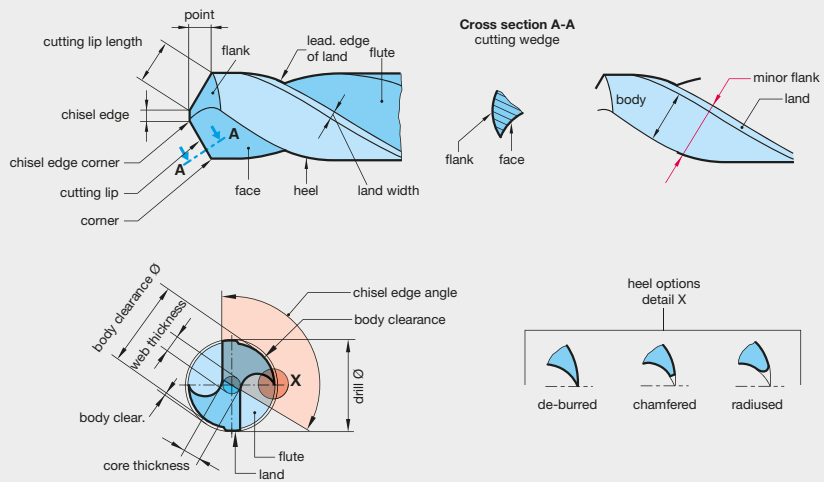 point
cutting lip length
flank
lead. edge
of land
flute
chisel edge
A
chisel edge corner
A
cutting lip
corner
face
heel
land width
Cross section A-A
cutting wedge
flank
face
body
minor flank
land
body clearance Ø
web thickness
body clear.
core thickness
chisel edge angle
body clearance
X
drill Ø
flute
land
heel options
detail X
de-burred
chamfered
radiused